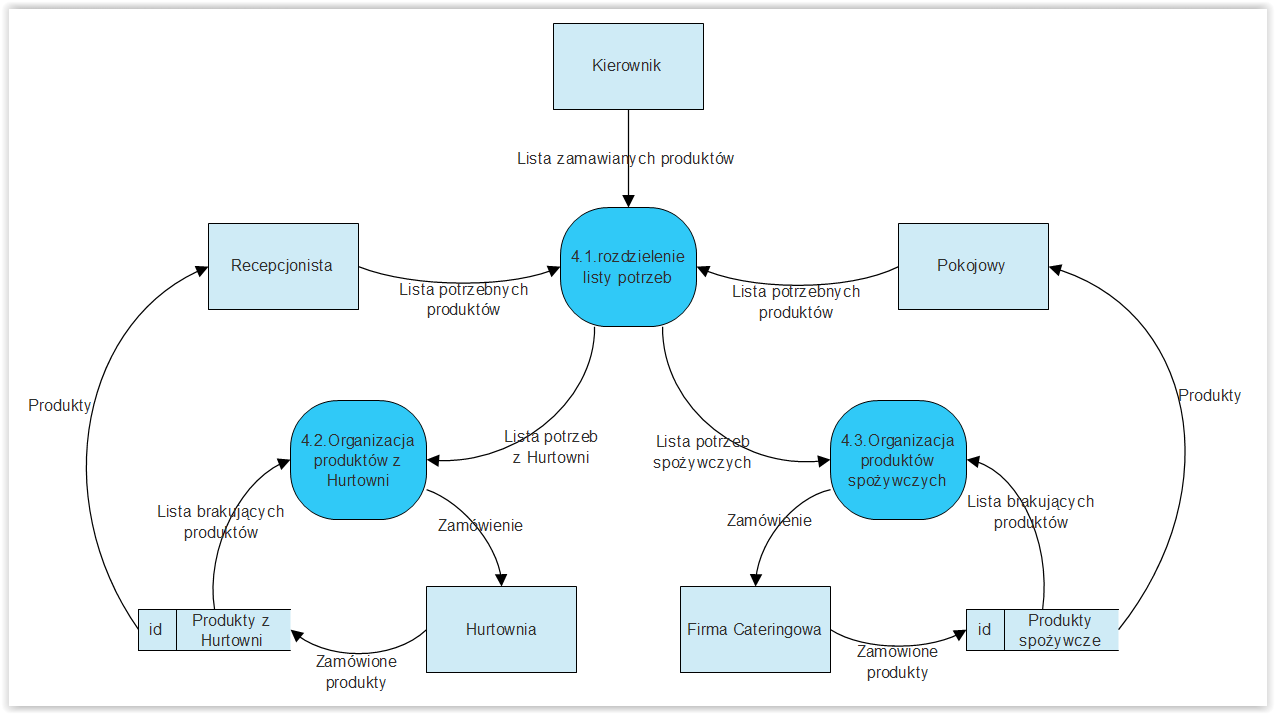 Kierownik
Lista zamawianych produktów
Recepcjonista
4.1.rozdzielenie
listy potrzeb
Pokojowy
Lista potrzebnych
produktów
Lista potrzebnych
produktów
Produkty
Produkty
4.2.Organizacja
produktów z
Hurtowni
Lista potrzeb
z Hurtowni
Lista potrzeb
spożywczych
4.3.Organizacja
produktów
spożywczych
Lista brakujących
produktów
Zamówienie
Zamówienie
Lista brakujących
produktów
id
Produkty z
Hurtowni
Hurtownia
Firma Cateringowa
id
Produkty
spożywcze
Zamówione
produkty
Zamówione
produkty